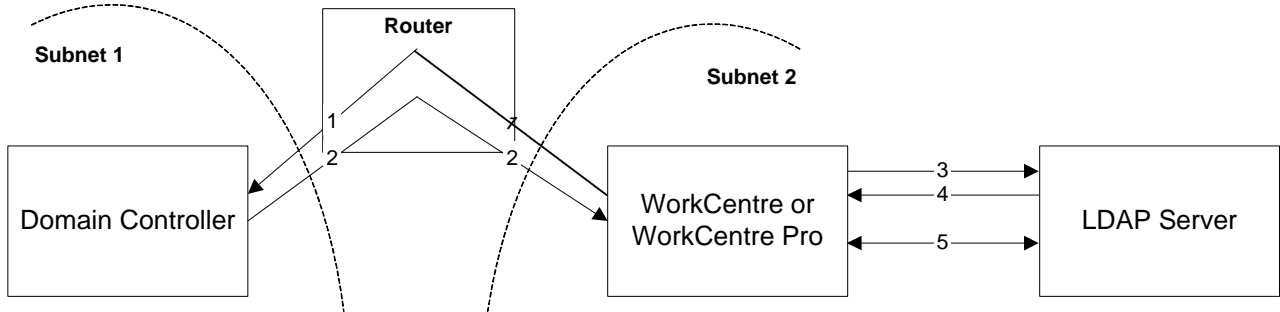 Router
Subnet 1
Subnet 2
1
2
2
Domain Controller
WorkCentre or
WorkCentre Pro
3
4
5
LDAP Server